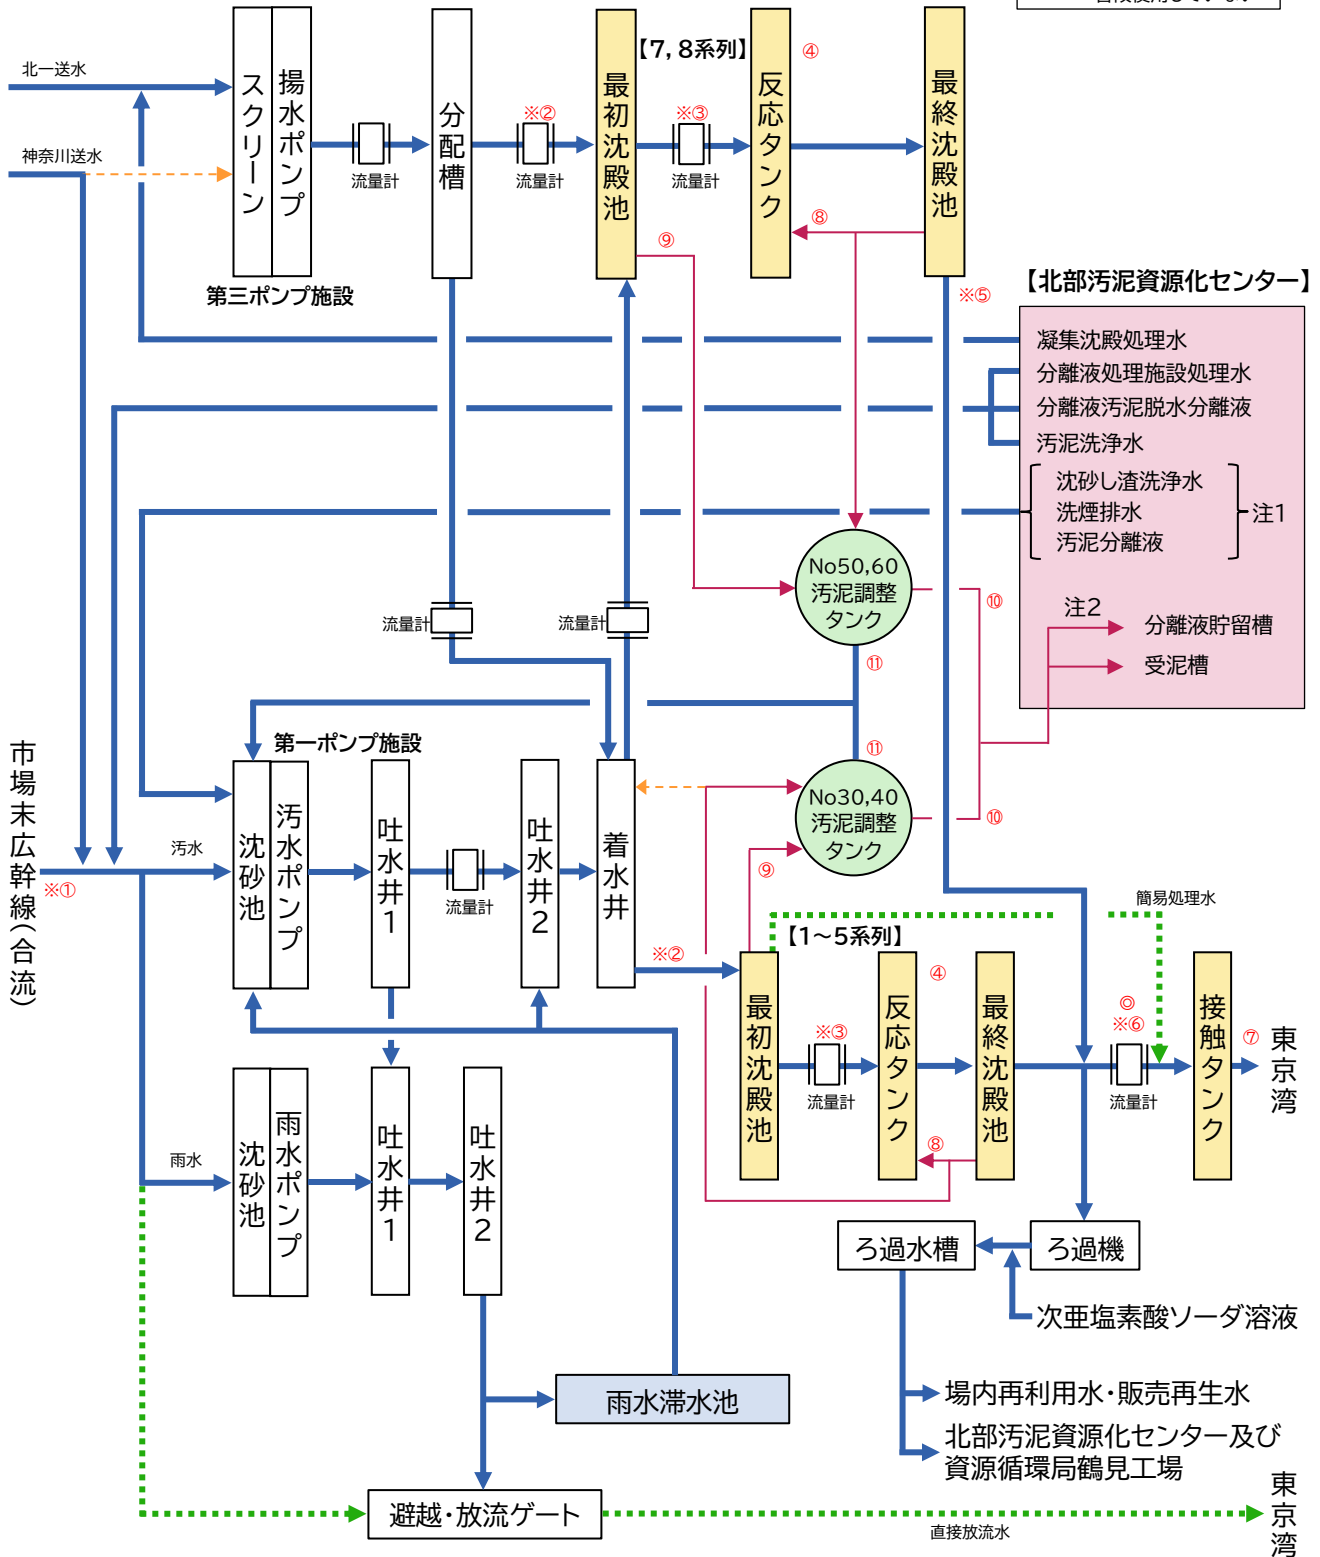 北一送水
神奈川送水
スクリーン
揚水ポンプ
第三ポンプ施設
流量計
分配槽
※②
流量計
最初沈殿池
【7，8系列】
※③
流量計
反応タンク
④
最終沈殿池
⑧
⑨
※⑤
【北部汚泥資源化センター】
凝集沈殿処理水
分離液処理施設処理水
分離液汚泥脱水分離液
汚泥洗浄水
沈砂し渣洗浄水
洗煙排水
汚泥分離液
注1
注2
分離液貯留槽
受泥槽
No50,60
汚泥調整
タンク
⑩
⑪
流量計
流量計
第一ポンプ施設
市場末広幹線（合流）
※①
汚水
沈砂池
汚水ポンプ
吐水井1
流量計
吐水井2
着水井
⑪
No30,40
汚泥調整
タンク
⑩
⑨
※②
【1～5系列】
簡易処理水
最初沈殿池
※③
流量計
反応タンク
④
最終沈殿池
⑧
◎
※⑥
流量計
接触タンク
⑦
東京湾
雨水
沈砂池
雨水ポンプ
吐水井1
吐水井2
ろ過水槽
ろ過機
次亜塩素酸ソーダ溶液
雨水滞水池
場内再利用水・販売再生水
北部汚泥資源化センター及び
資源循環局鶴見工場
避越・放流ゲート
直接放流水
東京湾